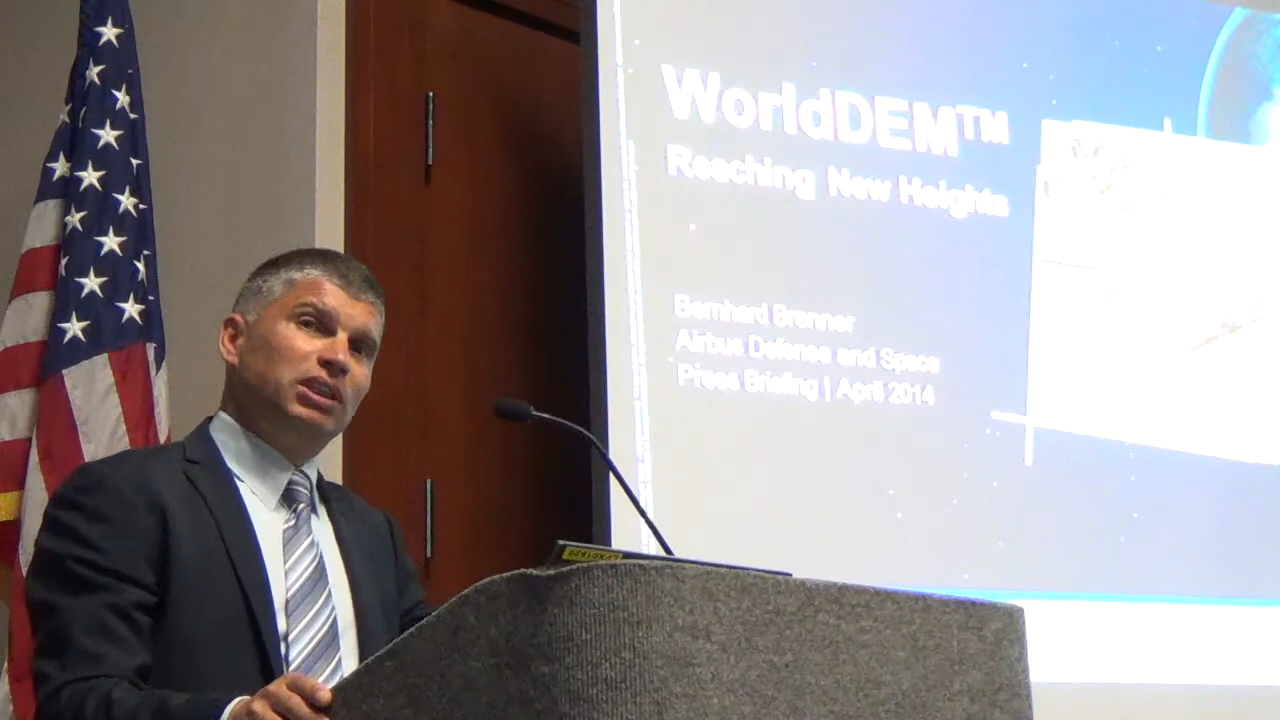 WorldDEM™
Reaching New Heights
Bernhard Brenner
Airbus Defense and Space
Press Briefing | April 2014